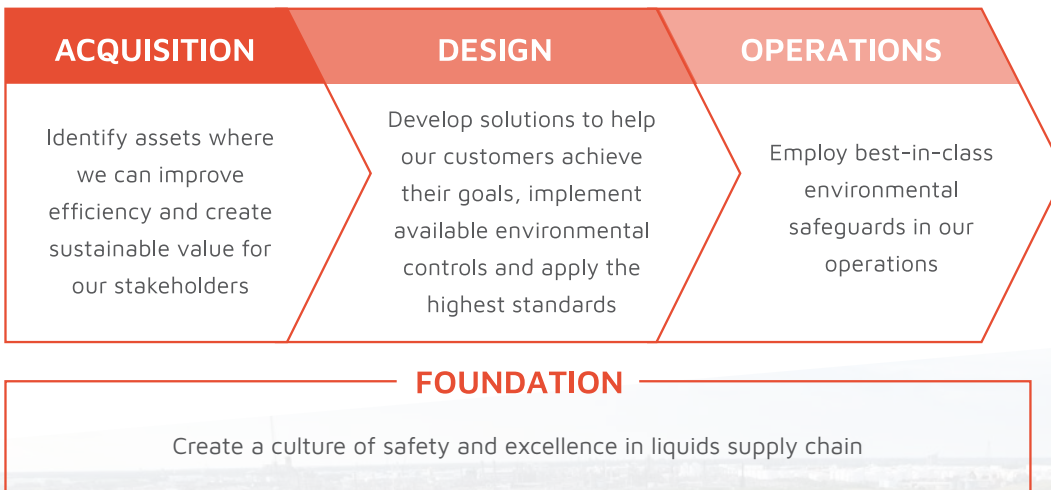 ACQUISITION
Identify assets where
we can improve
efficiency and create
sustainable value for
our stakeholders
DESIGN
Develop solutions to help
our customers achieve
their goals, implement
available environmental
controls and apply the
highest standards
OPERATIONS
Employ best-in-class
environmental
safeguards in our
operations
FOUNDATION
Create a culture of safety and excellence in liquids supply chain